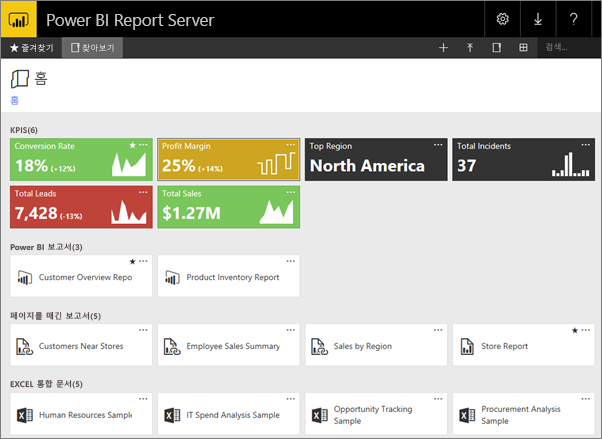 Power BI Report Server
?
★ 즐겨찾기
찾아보기
검색...
홈
홈
KPIS(6)
Conversion Rate
18% (+12%)
Profit Margin
25% (+14%)
Top Region
North America
Total Incidents
37
Total Leads
7,428 (-13%)
Total Sales
$1.27M
Power BI 보고서(3)
Customer Overview Repo
Product Inventory Report
페이지를 매긴 보고서(5)
Customers Near Stores
Employee Sales Summary
Sales by Region
Store Report
EXCEL 통합 문서(5)
Human Resources Sample
IT Spend Analysis Sample
Opportunity Tracking
Sample
Procurement Analysis
Sample